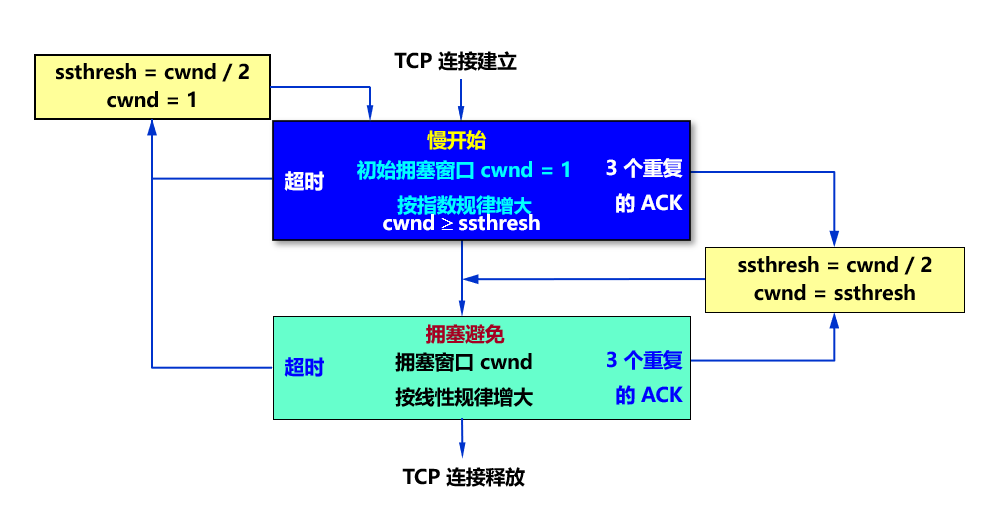 TCP 连接建立
ssthresh = cwnd / 2
cwnd = 1
慢开始
超时
初始拥塞窗口 cwnd = 1
按指数规律增大
cwnd ≥ ssthresh
3 个重复
的 ACK
ssthresh = cwnd / 2
cwnd = ssthresh
拥塞避免
超时
拥塞窗口 cwnd
按线性规律增大
3 个重复
的 ACK
TCP 连接释放